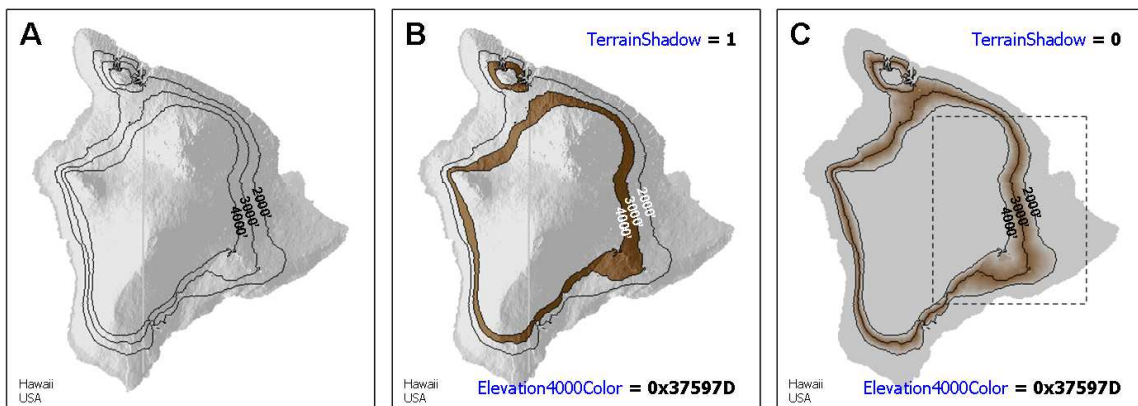 A
2000'
3000'
4000'
Hawaii
USA
B
TerrainShadow = 1
2000'
3000'
4000'
Hawaii
USA
Elevation4000Color = 0x37597D
C
TerrainShadow = 0
2000'
3000'
4000'
Hawaii
USA
Elevation4000Color = 0x37597D